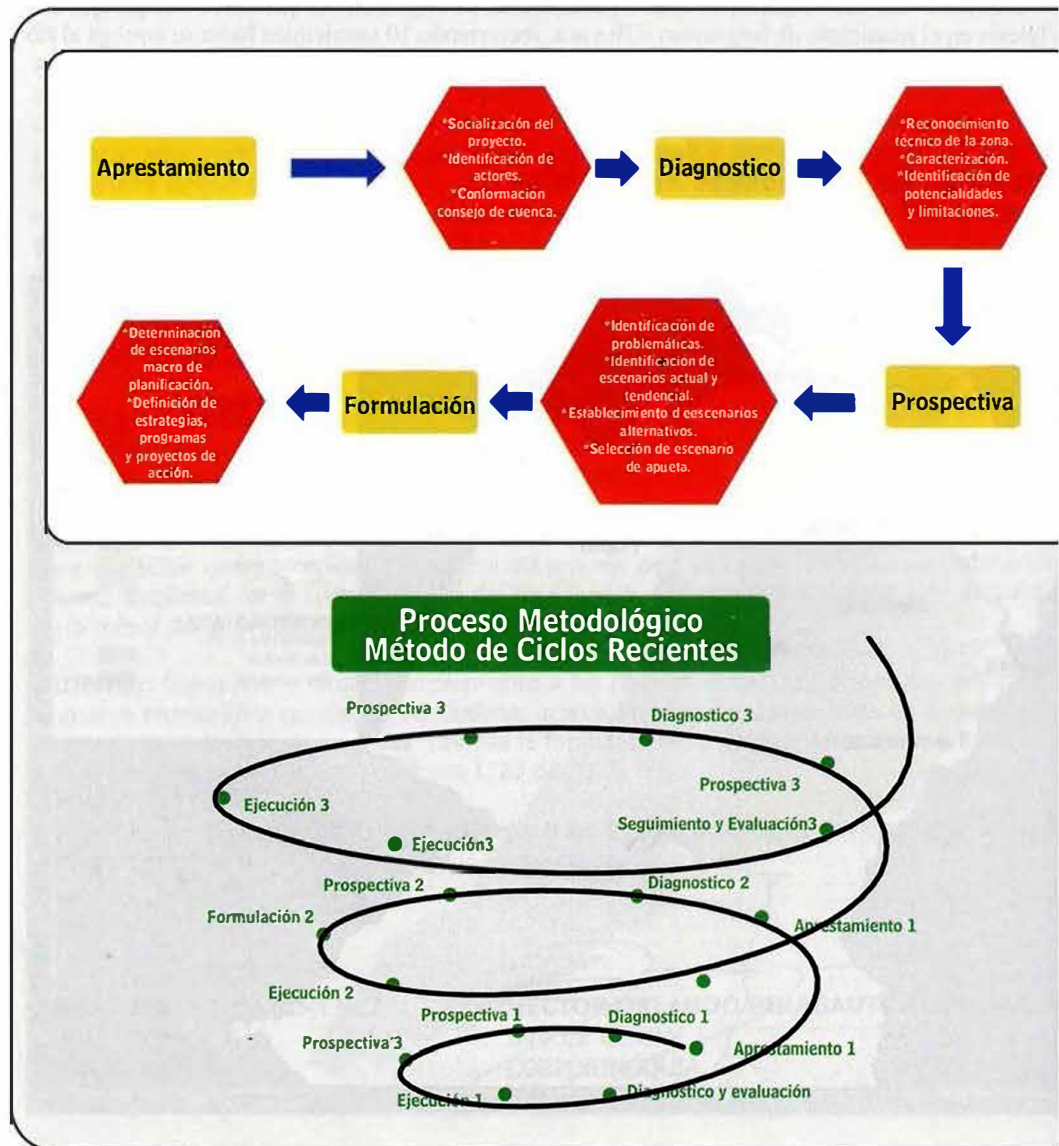 Aprestamiento
*Socialización del
proyecto.
*Identificación de
actores.
*Conformación
consejo de cuenca.
Diagnostico
*Reconocimiento
técnico de la zona.
*Caracterización.
*Identificación de
potencialidades
y limitaciones.
Prospectiva
*Identificación de
problemáticas.
*Identificación de
escenarios actual y
tendencial.
*Establecimiento deescenarios
alternativos.
*Selección de escenario
de apueta.
Formulación
*Determinación
de escenarios
macro de
planificación.
*Definición de
estrategias,
programas
y proyectos de
acción.
Proceso Metodológico
Método de Ciclos Recientes
Prospectiva 3
Diagnostico 3
Prospectiva 3
Ejecución 3
Seguimiento y Evaluación3
Ejecución3
Prospectiva 2
Diagnostico 2
Formulación 2
Aprestamiento 1
Ejecución 2
Prospectiva 1
Diagnostico 1
Prospectiva 3
Aprestamiento 1
Ejecución 1
Diagnostico y evaluación